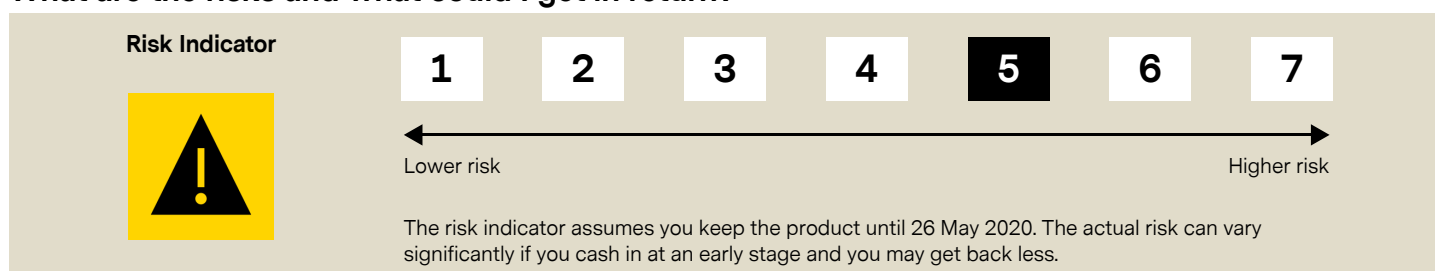 Risk Indicator
1 2 3 4 5 6 7
Lower risk Higher risk
The risk indicator assumes you keep the product until 26 May 2020. The actual risk can vary
significantly if you cash in at an early stage and you may get back less.